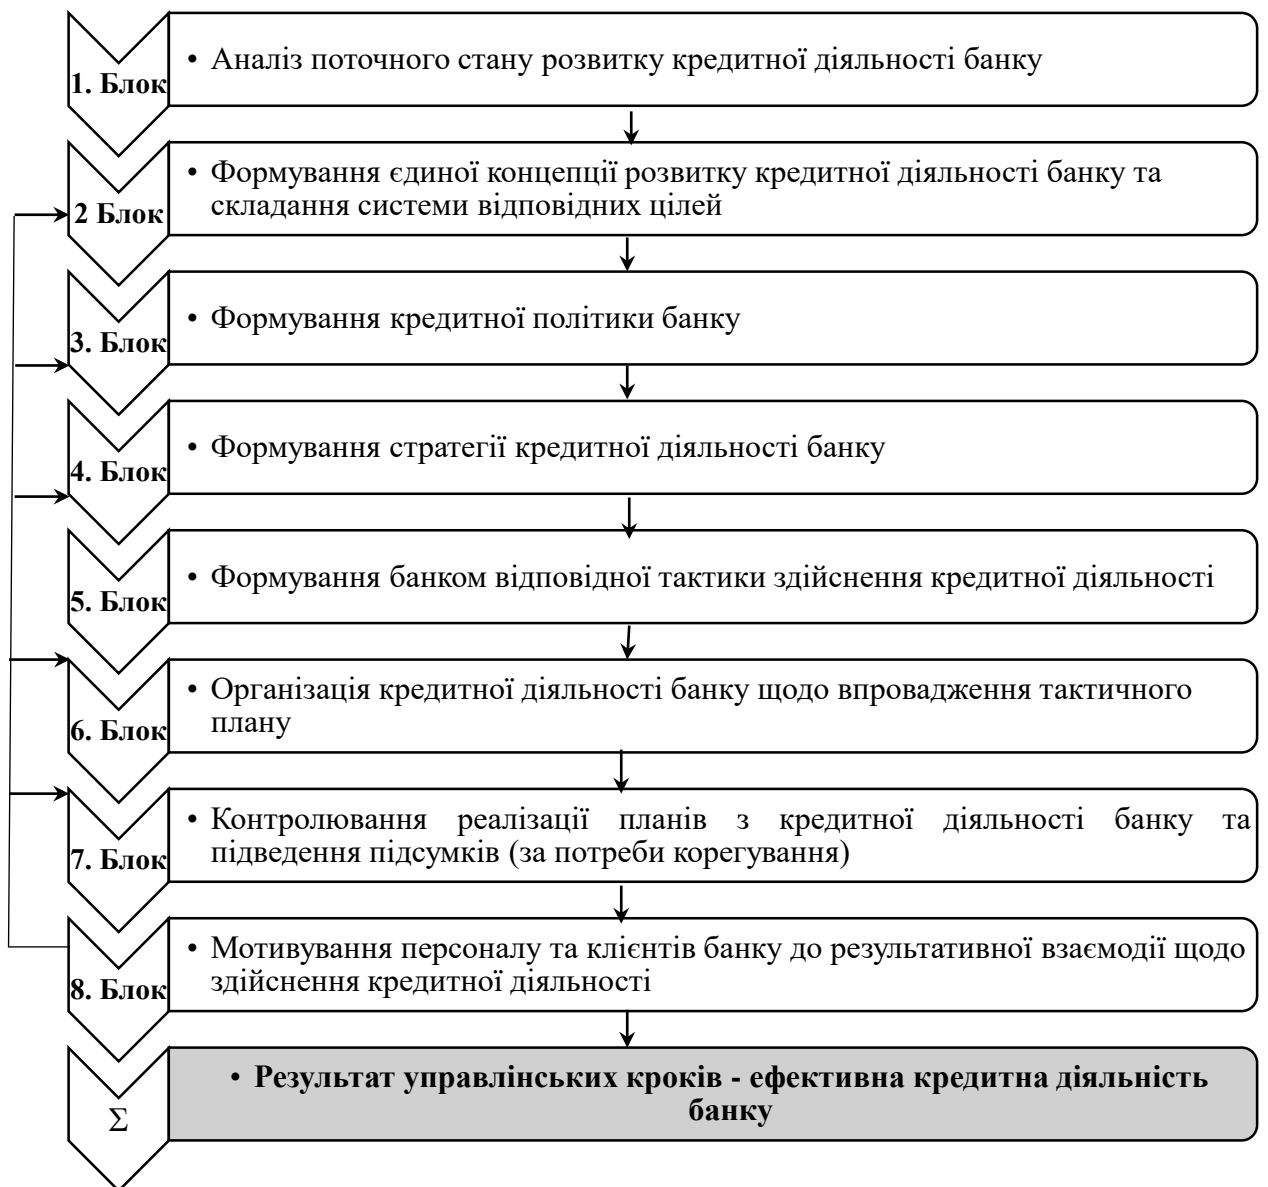 1. Блок
• Аналіз поточного стану розвитку кредитної діяльності банку
2 Блок
• Формування єдиної концепції розвитку кредитної діяльності банку та
складання системи відповідних цілей
3. Блок
• Формування кредитної політики банку
4. Блок
• Формування стратегії кредитної діяльності банку
5. Блок
• Формування банком відповідної тактики здійснення кредитної діяльності
6. Блок
• Організація кредитної діяльності банку щодо впровадження тактичного
плану
7. Блок
• Контролювання реалізації планів з кредитної діяльності банку та
підведення підсумків (за потреби корегування)
8. Блок
• Мотивування персоналу та клієнтів банку до результативної взаємодії щодо
здійснення кредитної діяльності
Σ
• Результат управлінських кроків - ефективна кредитна діяльність
банку